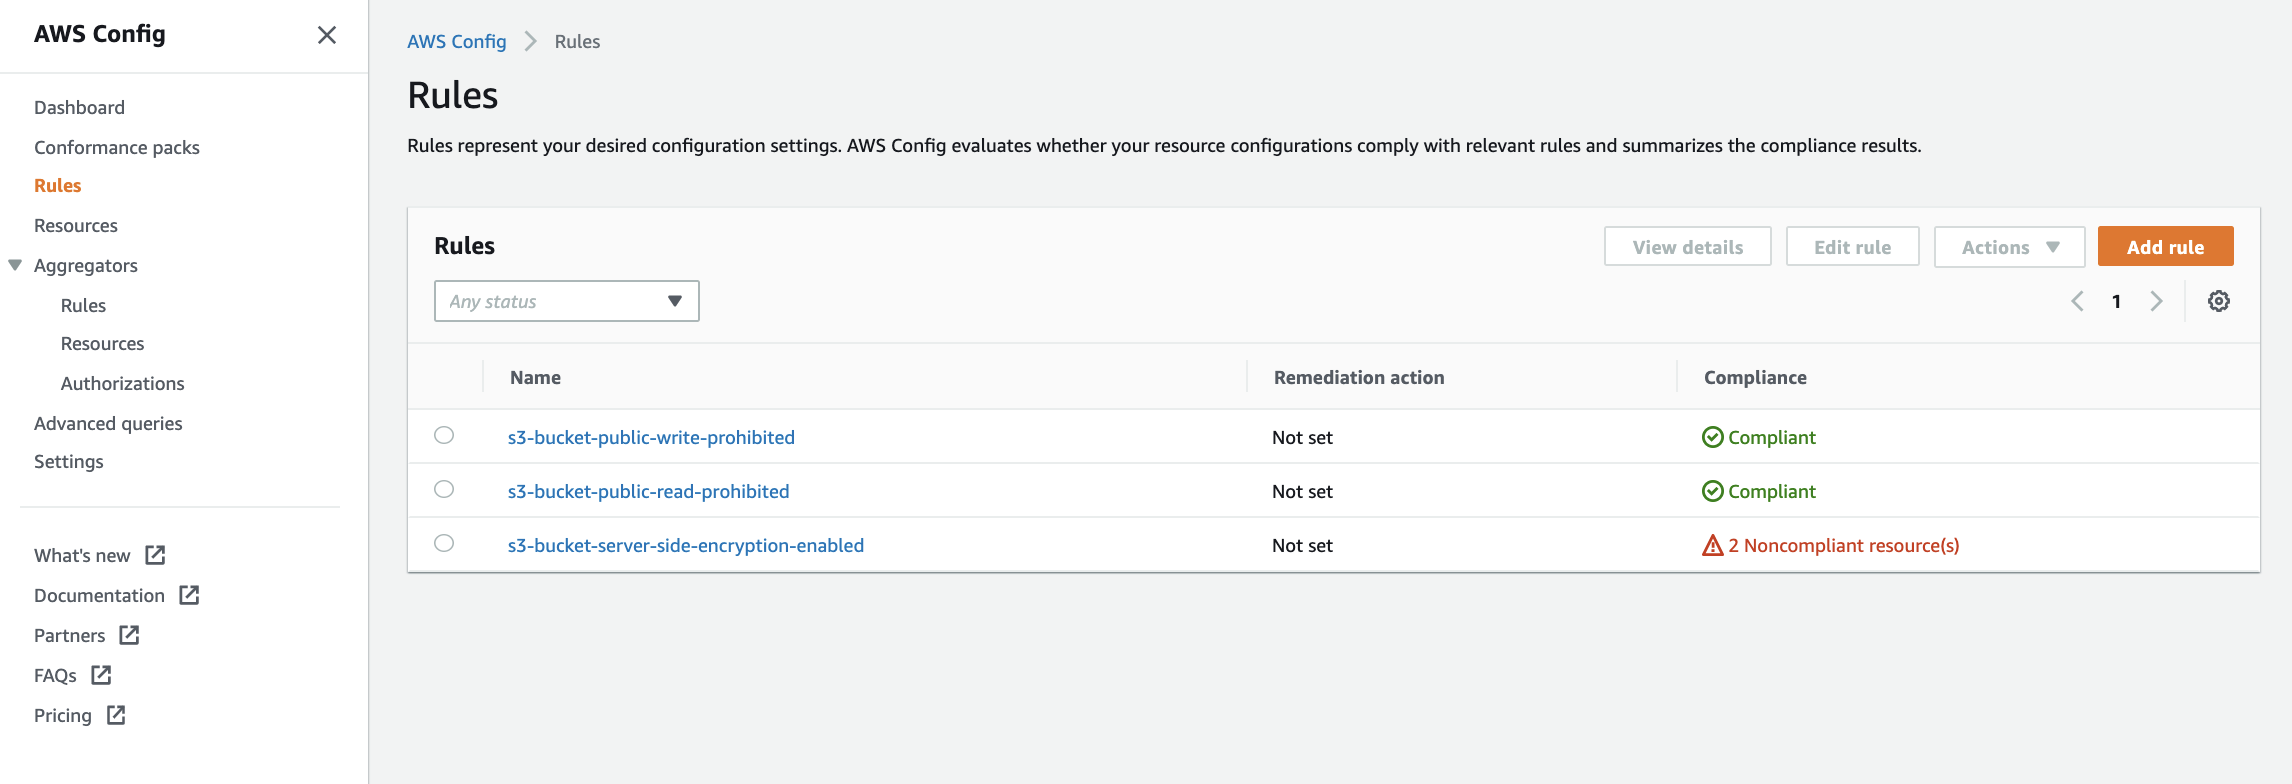 AWS Config
Dashboard
Conformance packs
Rules
Resources
Aggregators
Rules
Resources
Authorizations
Advanced queries
Settings
What's new
Documentation
Partners
FAQs
Pricing
AWS Config Rules
Rules
Rules represent your desired configuration settings. AWS Config evaluates whether your resource configurations comply with relevant rules and summarizes the compliance results.
Rules View details Edit rule Actions Add rule
Any status 1
Name Remediation action Compliance
s3-bucket-public-write-prohibited Not set Compliant
s3-bucket-public-read-prohibited Not set Compliant
s3-bucket-server-side-encryption-enabled Not set 2 Noncompliant resource(s)